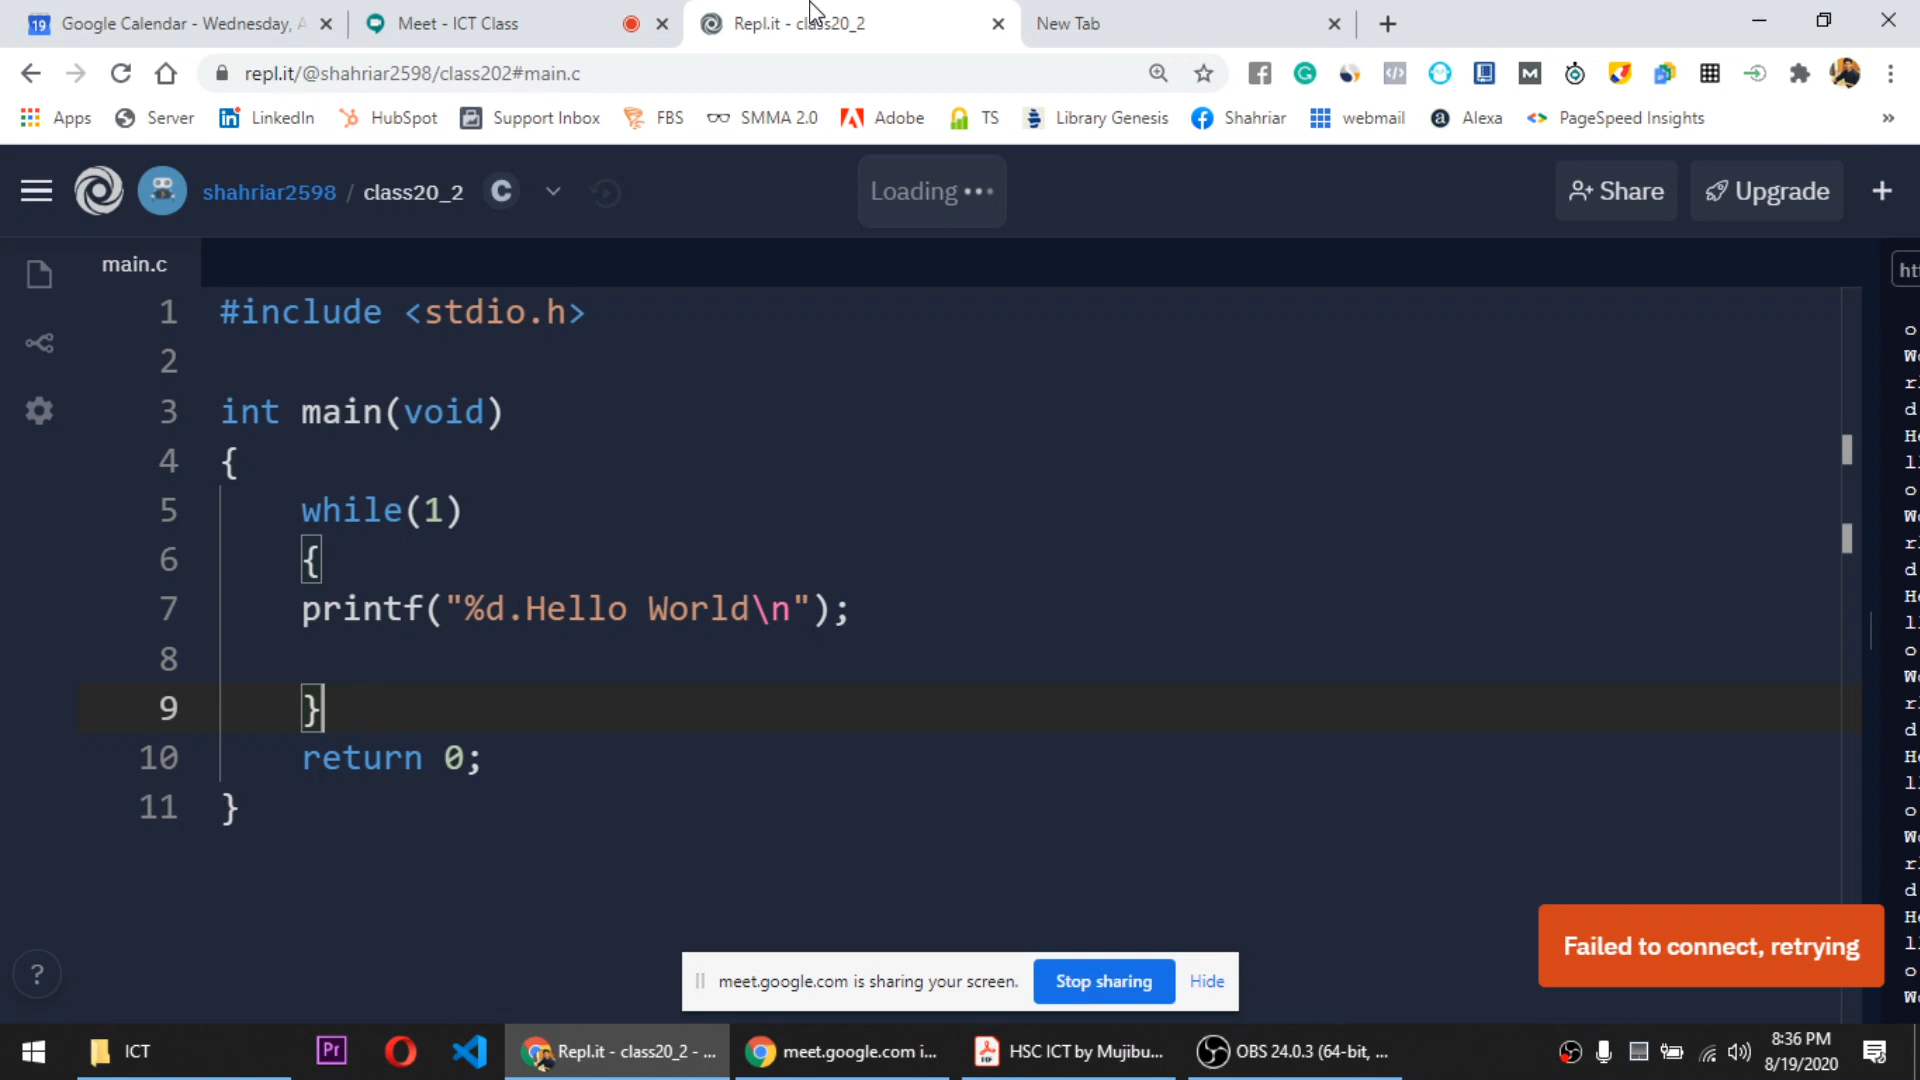 Google Calendar - Wednesday, A
Meet - ICT Class
Repl.it - class20_2
New Tab
repl.it/@shahriar2598/class202#main.c
Apps
Server
LinkedIn
HubSpot
Support Inbox
FBS
SMMA 2.0
Adobe
TS
Library Genesis
Shahriar
webmail
Alexa
PageSpeed Insights
»
shahriar2598 / class20_2
C
Loading •••
Share
Upgrade
main.c
1 #include <stdio.h>
2
3 int main(void)
4 {
5 while(1)
6 {
7 printf("%d.Hello World\n");
8
9 }
10 return 0;
11 }
Failed to connect, retrying
meet.google.com is sharing your screen.
Stop sharing
Hide
ICT
Pr
Repl.it - class20_2 - ...
meet.google.com i...
HSC ICT by Mujibu...
OBS 24.0.3 (64-bit, ...
8:36 PM
8/19/2020